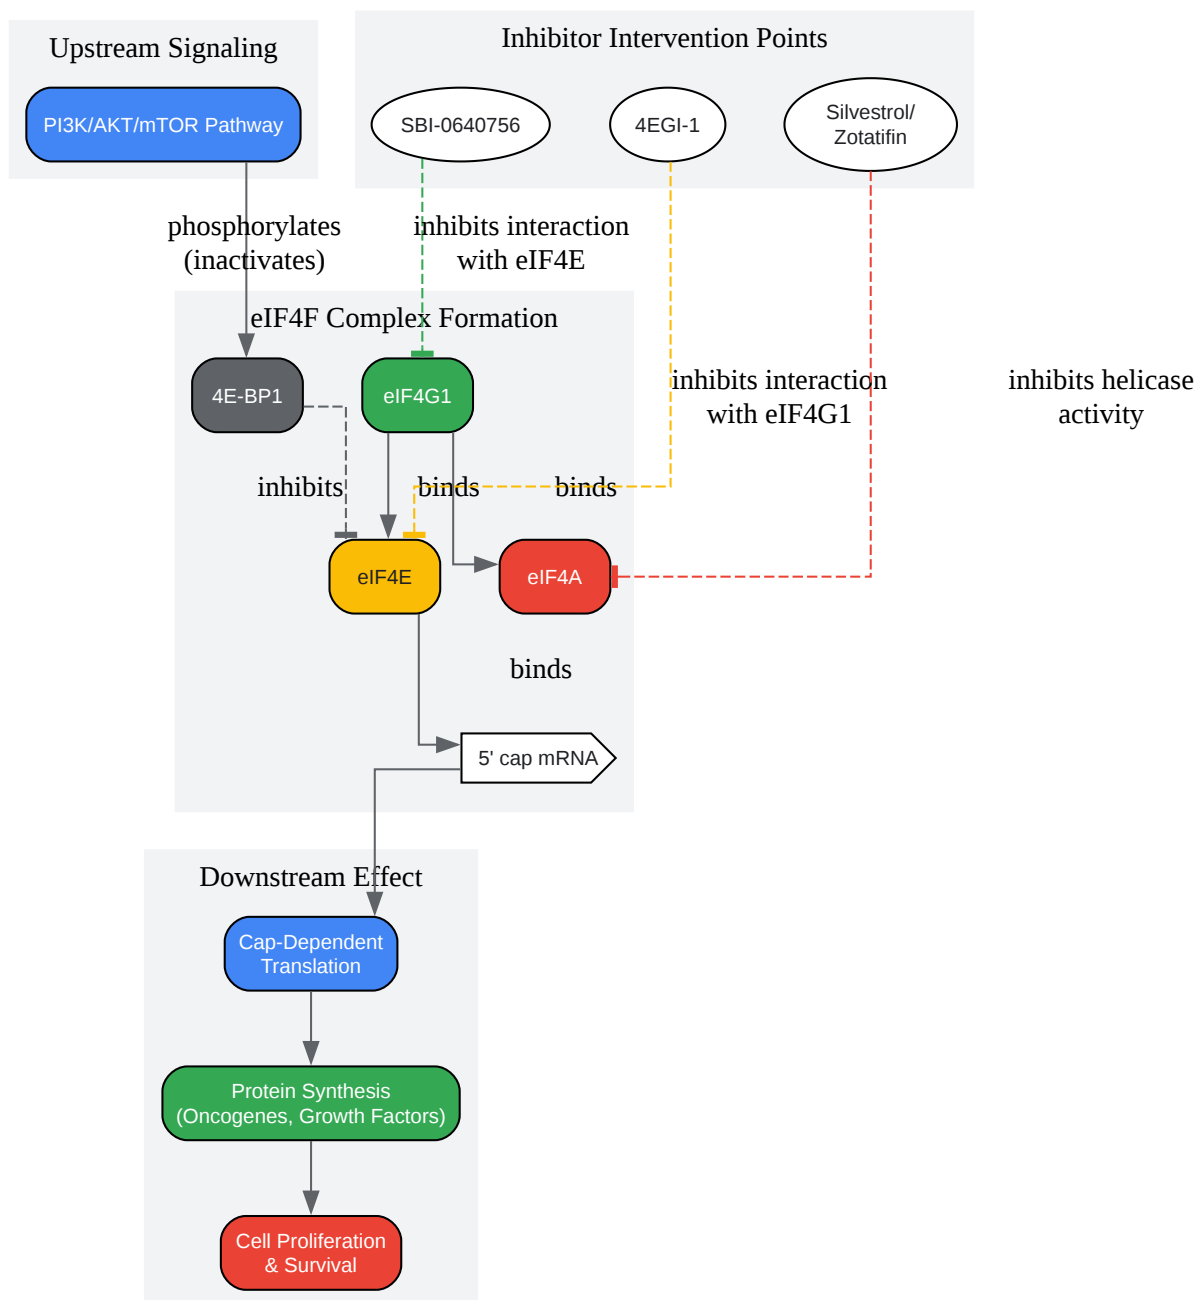 Upstream Signaling
Inhibitor Intervention Points
PI3K/AKT/mTOR Pathway
SBI-0640756
4EGI-1
Silvestrol/
Zotatifin
phosphorylates
(inactivates)
inhibits interaction
with eIF4E
eIF4F Complex Formation
4E-BP1
eIF4G1
inhibits interaction
with eIF4G1
inhibits helicase
activity
inhibits
binds
binds
eIF4E
eIF4A
binds
5' cap mRNA
Downstream Effect
Cap-Dependent
Translation
Protein Synthesis
(Oncogenes, Growth Factors)
Cell Proliferation
& Survival